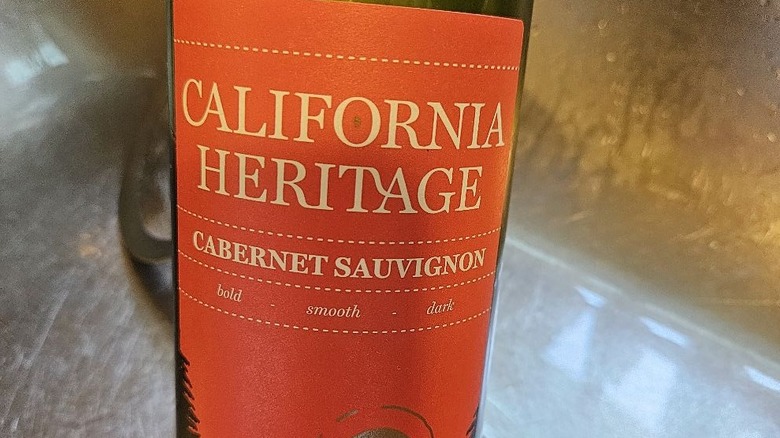 CALIFORNIA
HERITAGE
CABERNET SAUVIGNON
bold - smooth - dark